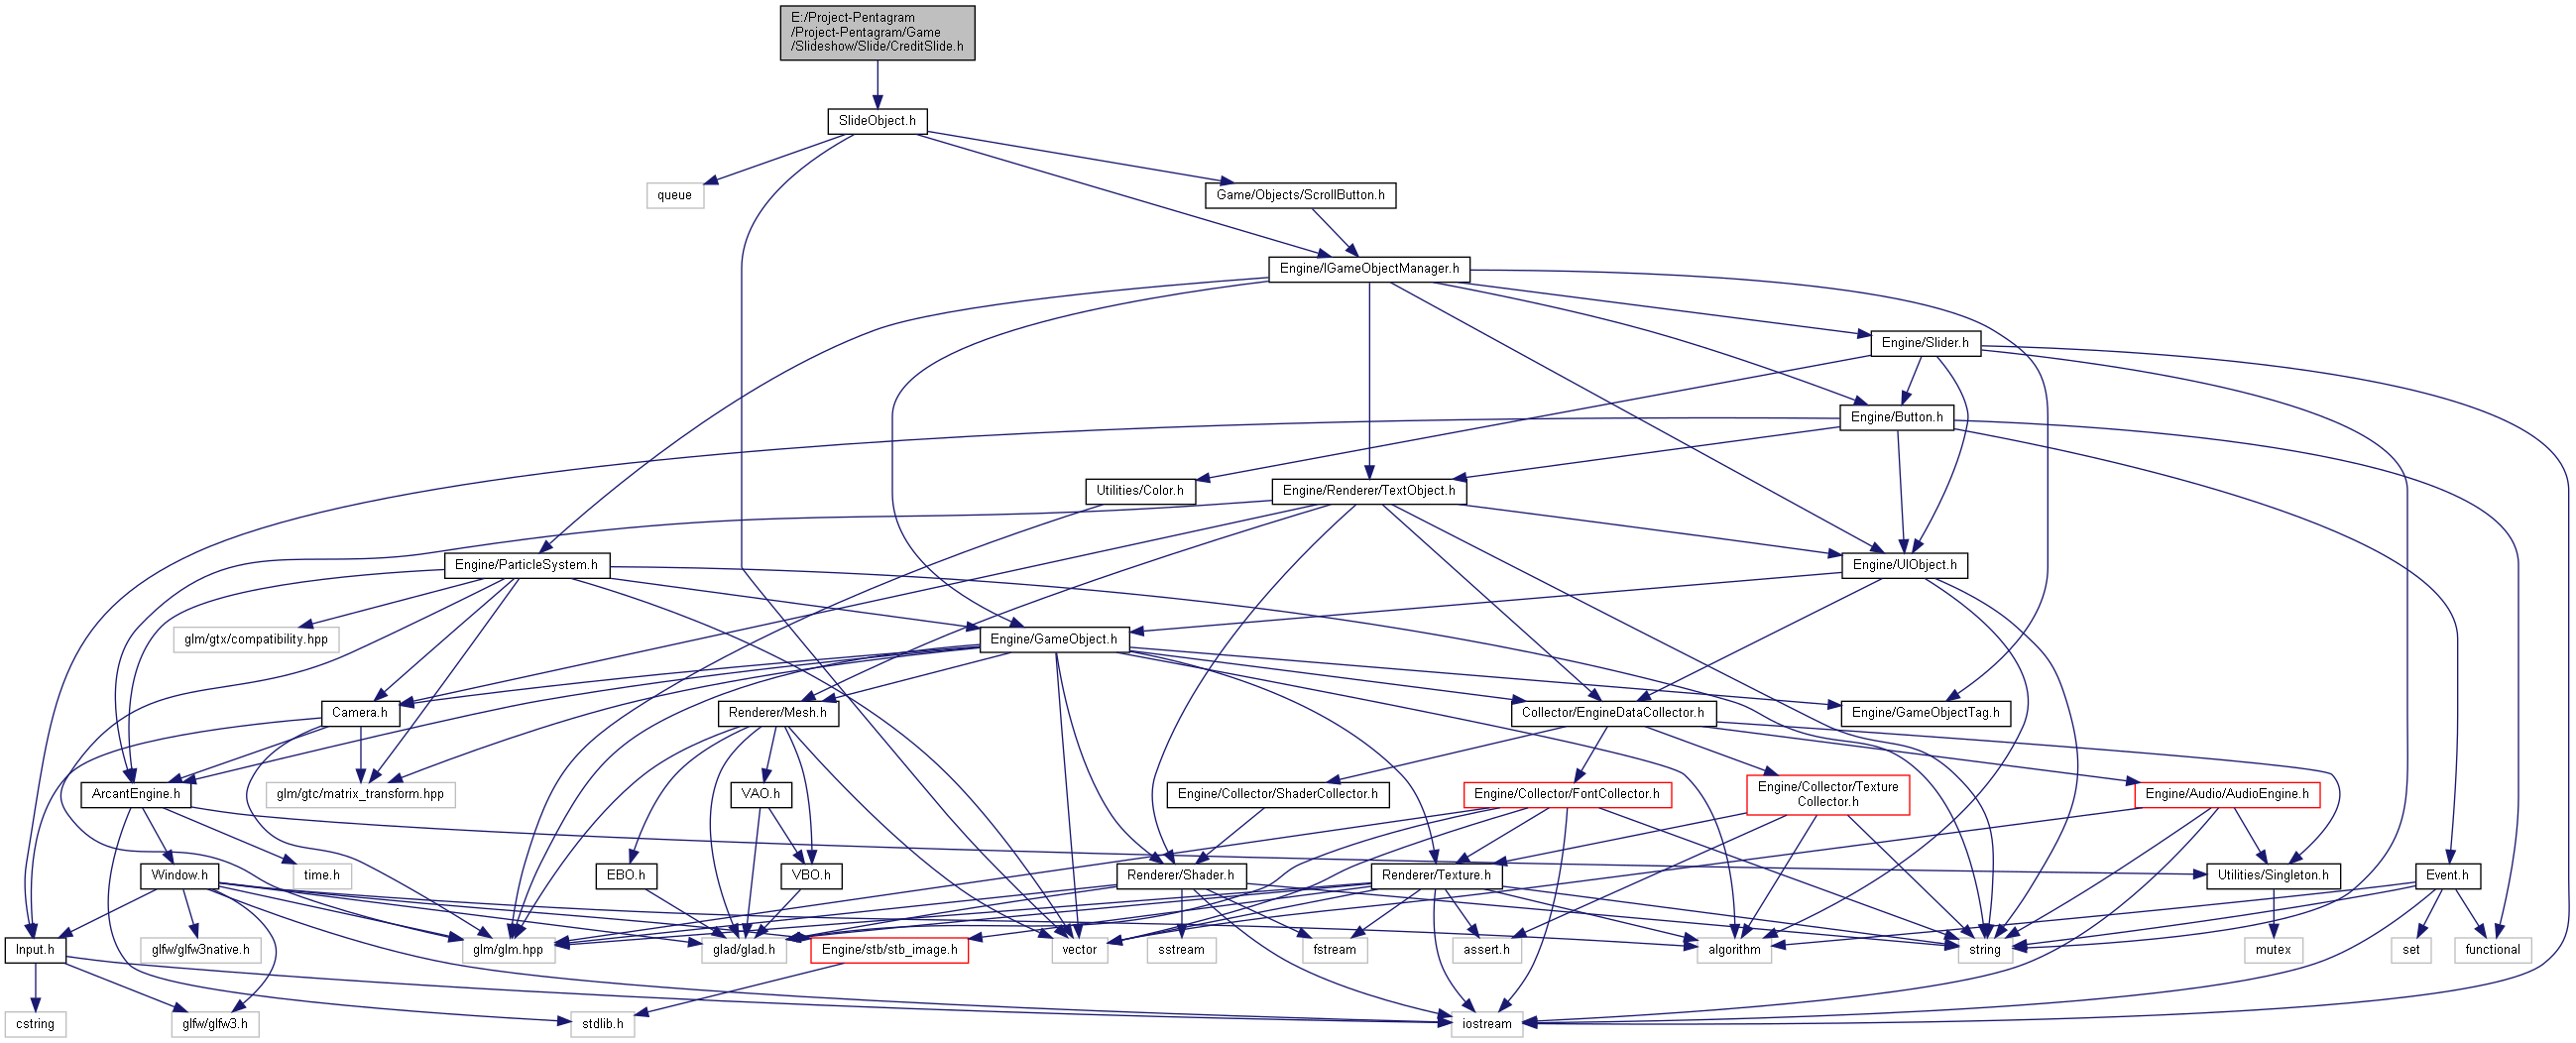 E:/Project-Pentagram
/Project-Pentagram/Game
/Slideshow/Slide/CreditSlide.h
SlideObject.h
queue
Game/Objects/ScrollButton.h
Engine/IGameObjectManager.h
Engine/Slider.h
Engine/Button.h
Utilities/Color.h
Engine/Renderer/TextObject.h
Engine/ParticleSystem.h
Engine/UIObject.h
glm/gtx/compatibility.hpp
Engine/GameObject.h
Camera.h
Renderer/Mesh.h
Collector/EngineDataCollector.h
Engine/GameObjectTag.h
ArcantEngine.h
glm/gtc/matrix_transform.hpp
VAO.h
Engine/Collector/ShaderCollector.h
Engine/Collector/FontCollector.h
Engine/Collector/Texture
Collector.h
Engine/Audio/AudioEngine.h
Window.h
time.h
EBO.h
VBO.h
Renderer/Shader.h
Renderer/Texture.h
Utilities/Singleton.h
Event.h
Input.h
glfw/glfw3native.h
glm/glm.hpp
glad/glad.h
Engine/stb/stb_image.h
vector
sstream
fstream
assert.h
algorithm
string
mutex
set
functional
cstring
glfw/glfw3.h
stdlib.h
iostream